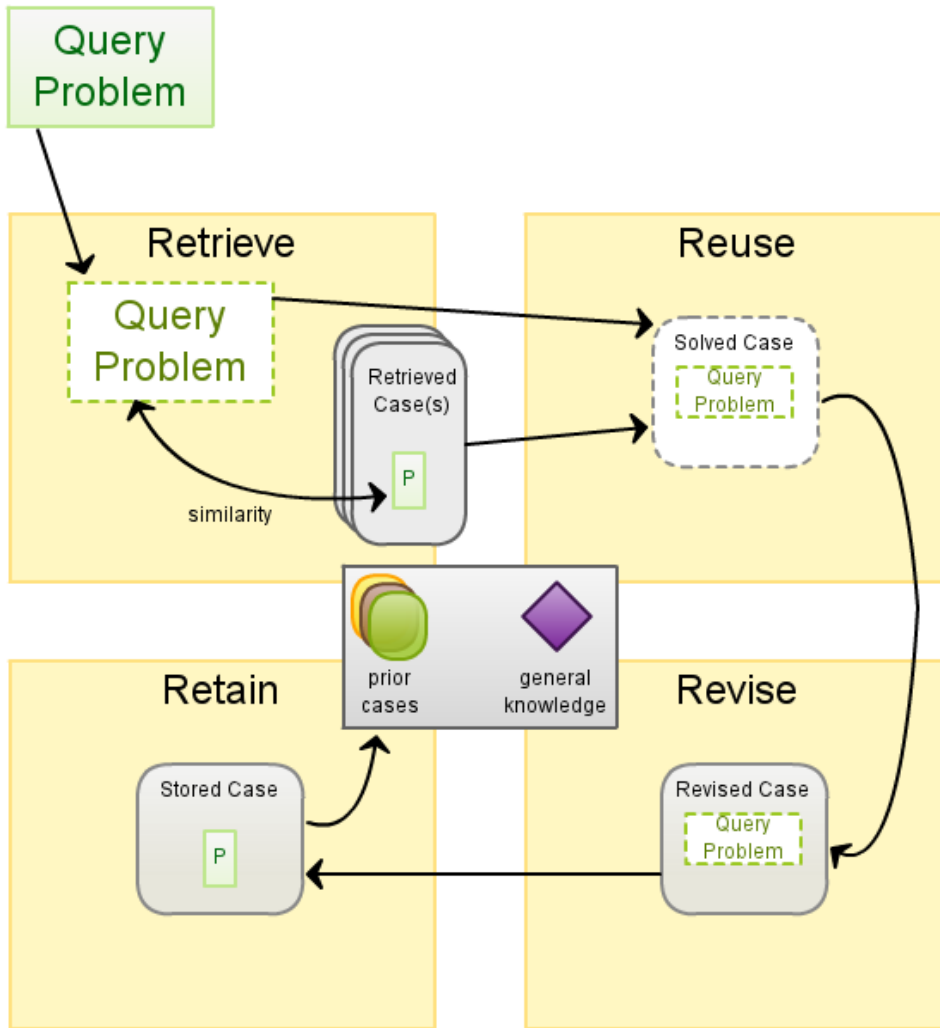 Query
Problem
Retrieve
Query
Problem
Retrieved
Case(s)
P
similarity
Reuse
Solved Case
Query
Problem
prior
cases
general
knowledge
Retain
Stored Case
P
Revise
Revised Case
Query
Problem